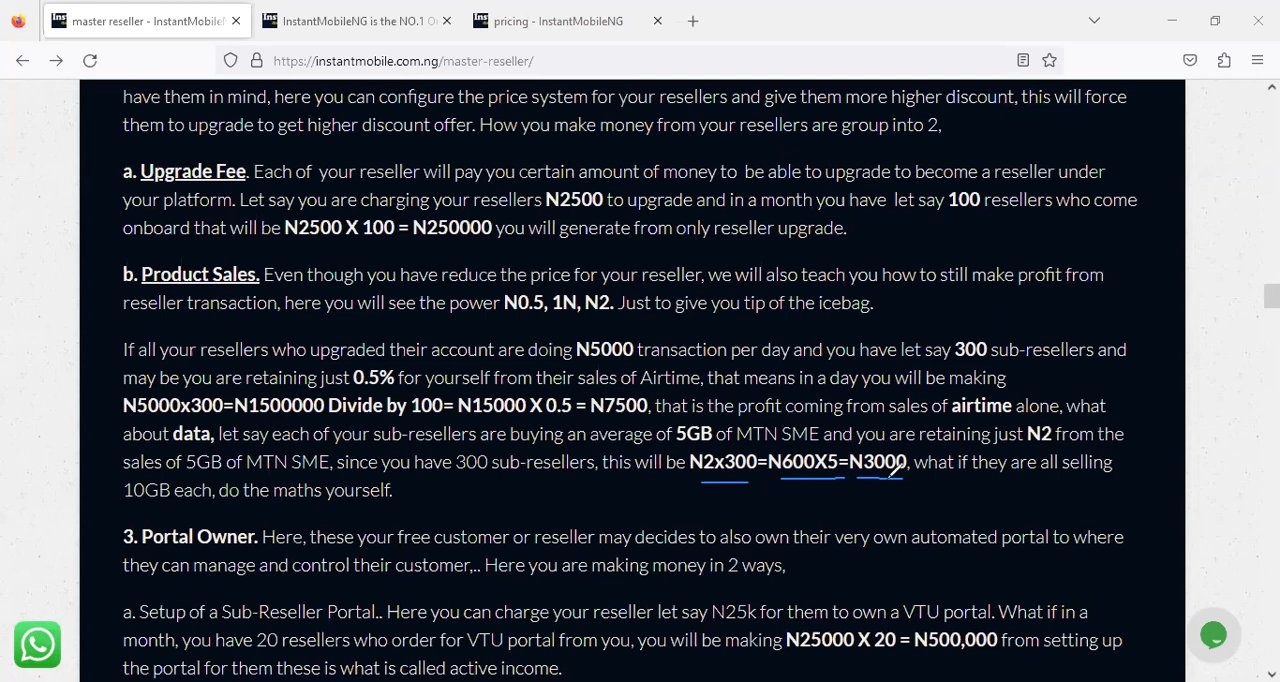 master reseller - InstantMobile
InstantMobileNG is the NO.1 O
pricing - InstantMobileNG
https://instantmobile.com.ng/master-reseller/
have them in mind, here you can configure the price system for your resellers and give them more higher discount, this will force
them to upgrade to get higher discount offer. How you make money from your resellers are group into 2,
a. Upgrade Fee. Each of your reseller will pay you certain amount of money to be able to upgrade to become a reseller under
your platform. Let say you are charging your resellers N2500 to upgrade and in a month you have let say 100 resellers who come
onboard that will be N2500 X 100 = N250000 you will generate from only reseller upgrade.
b. Product Sales. Even though you have reduce the price for your reseller, we will also teach you how to still make profit from
reseller transaction, here you will see the power N0.5, 1N, N2. Just to give you tip of the icebag.
If all your resellers who upgraded their account are doing N5000 transaction per day and you have let say 300 sub-resellers and
may be you are retaining just 0.5% for yourself from their sales of Airtime, that means in a day you will be making
N5000x300=N1500000 Divide by 100= N15000 X 0.5 = N7500, that is the profit coming from sales of airtime alone, what
about data, let say each of your sub-resellers are buying an average of 5GB of MTN SME and you are retaining just N2 from the
sales of 5GB of MTN SME, since you have 300 sub-resellers, this will be N2x300=N600X5=N3000, what if they are all selling
10GB each, do the maths yourself.
3. Portal Owner. Here, these your free customer or reseller may decides to also own their very own automated portal to where
they can manage and control their customer,.. Here you are making money in 2 ways,
a. Setup of a Sub-Reseller Portal.. Here you can charge your reseller let say N25k for them to own a VTU portal. What if in a
month, you have 20 resellers who order for VTU portal from you, you will be making N25000 X 20 = N500,000 from setting up
the portal for them these is what is called active income.